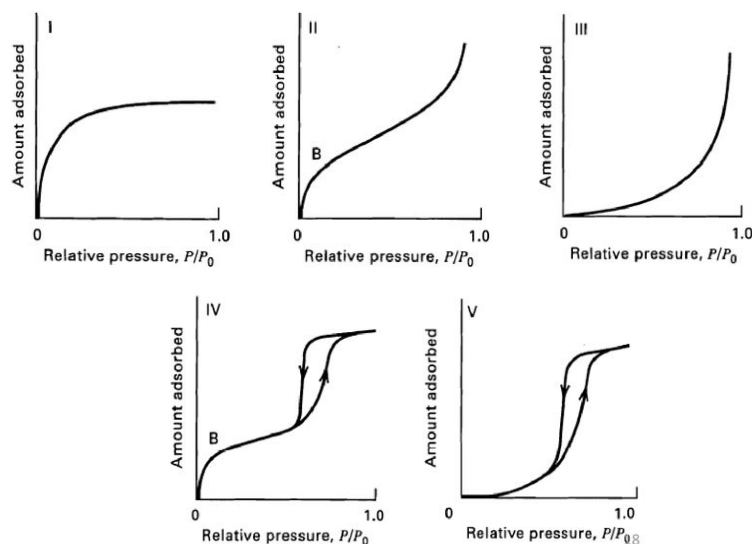 I
Amount adsorbed
0
1.0
Relative pressure, P/P0
II
Amount adsorbed
B
0
1.0
Relative pressure, P/P0
III
Amount adsorbed
0
1.0
Relative pressure, P/P0
IV
Amount adsorbed
B
0
1.0
Relative pressure, P/P0
V
Amount adsorbed
0
1.0
Relative pressure, P/P0
18